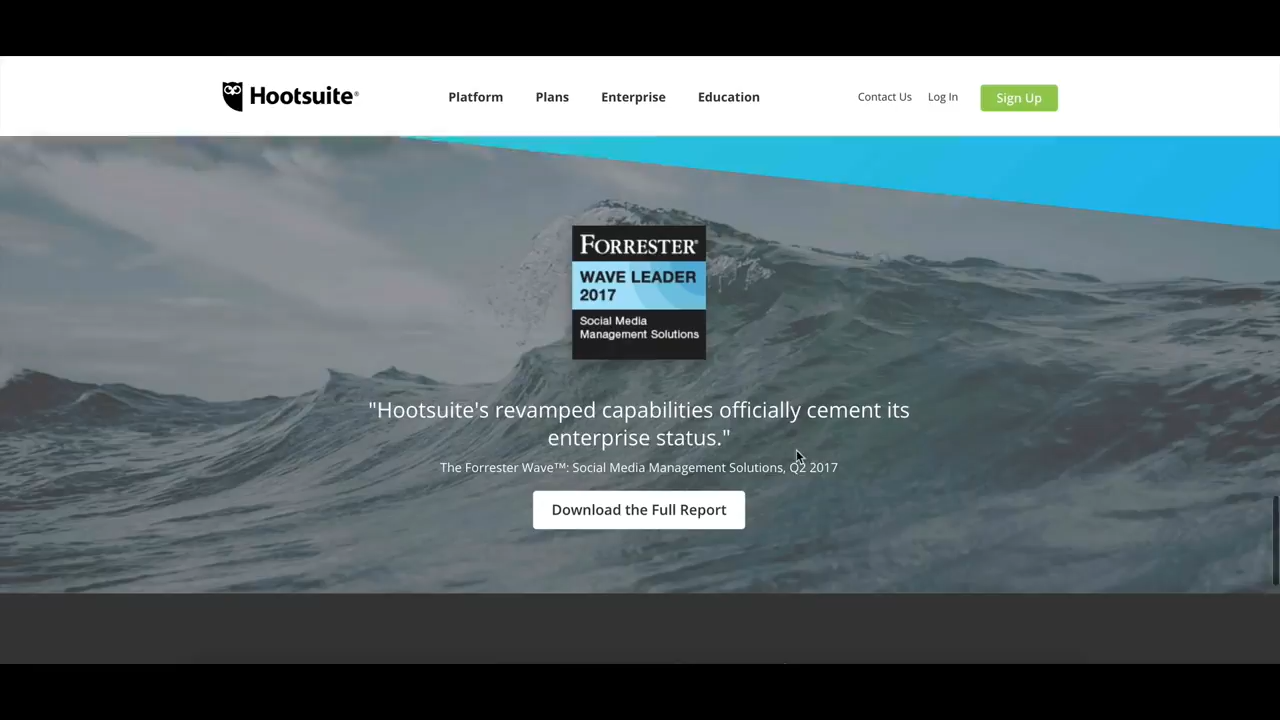 Hootsuite®
Platform
Plans
Enterprise
Education
Contact Us
Log In
Sign Up
FORRESTER®
WAVE LEADER
2017
Social Media
Management Solutions
"Hootsuite's revamped capabilities officially cement its
enterprise status."
The Forrester Wave™: Social Media Management Solutions, Q2 2017
Download the Full Report